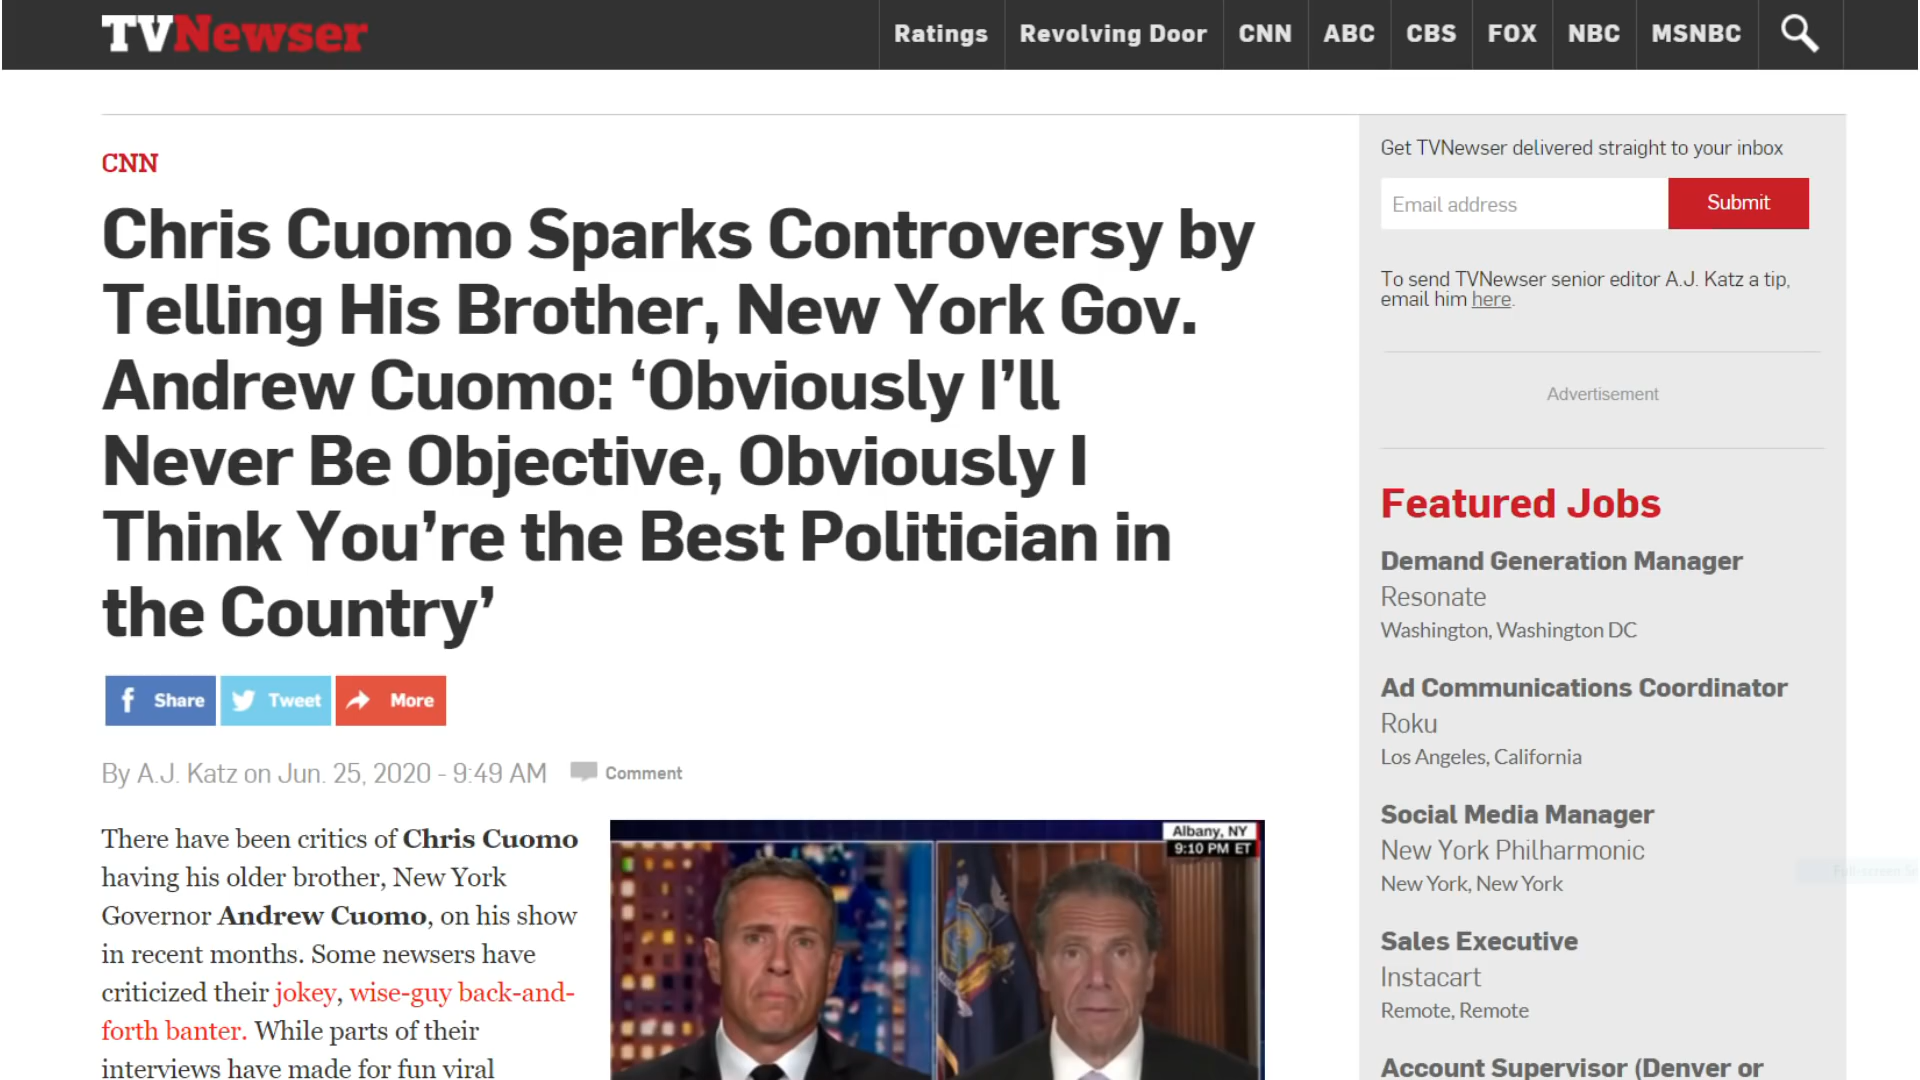 TVNewser
Ratings
Revolving Door
CNN
ABC
CBS
FOX
NBC
MSNBC
CNN
Chris Cuomo Sparks Controversy by
Telling His Brother, New York Gov.
Andrew Cuomo: ‘Obviously I’ll
Never Be Objective, Obviously I
Think You’re the Best Politician in
the Country’
Share
Tweet
More
By A.J. Katz on Jun. 25, 2020 - 9:49 AM
Comment
There have been critics of Chris Cuomo
having his older brother, New York
Governor Andrew Cuomo, on his show
in recent months. Some newsers have
criticized their jokey, wise-guy back-and-
forth banter. While parts of their
interviews have made for fun viral
Albany, NY
9:10 PM ET
Get TVNewser delivered straight to your inbox
Email address
Submit
To send TVNewser senior editor A.J. Katz a tip,
email him here.
Advertisement
Featured Jobs
Demand Generation Manager
Resonate
Washington, Washington DC
Ad Communications Coordinator
Roku
Los Angeles, California
Social Media Manager
New York Philharmonic
New York, New York
Sales Executive
Instacart
Remote, Remote
Account Supervisor (Denver or